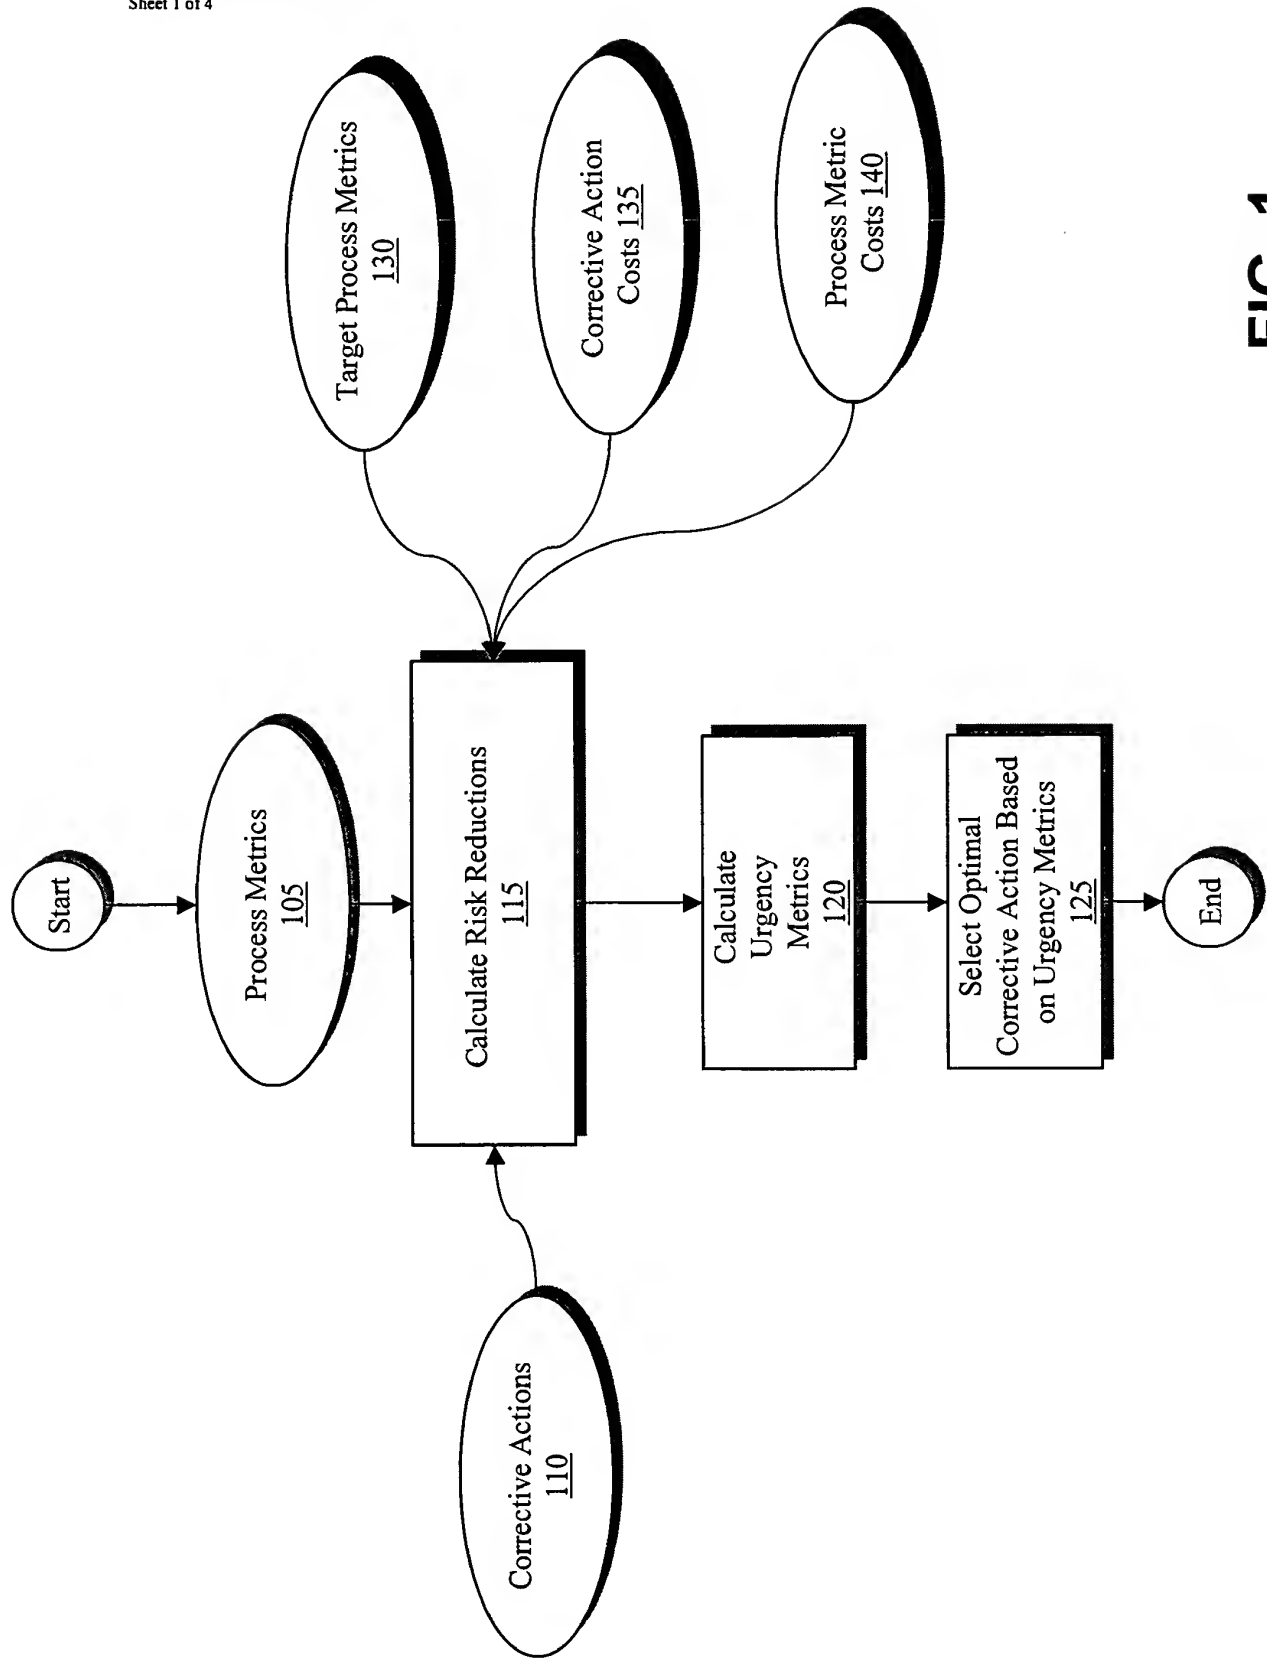 Sheet 1 of 4
Start
Process Metrics
105
Target Process Metrics
130
Corrective Action
Costs 135
Process Metric
Costs 140
Corrective Actions
110
Calculate Risk Reductions
115
Calculate
Urgency
Metrics
120
Select Optimal
Corrective Action Based
on Urgency Metrics
125
End
FIG. 1